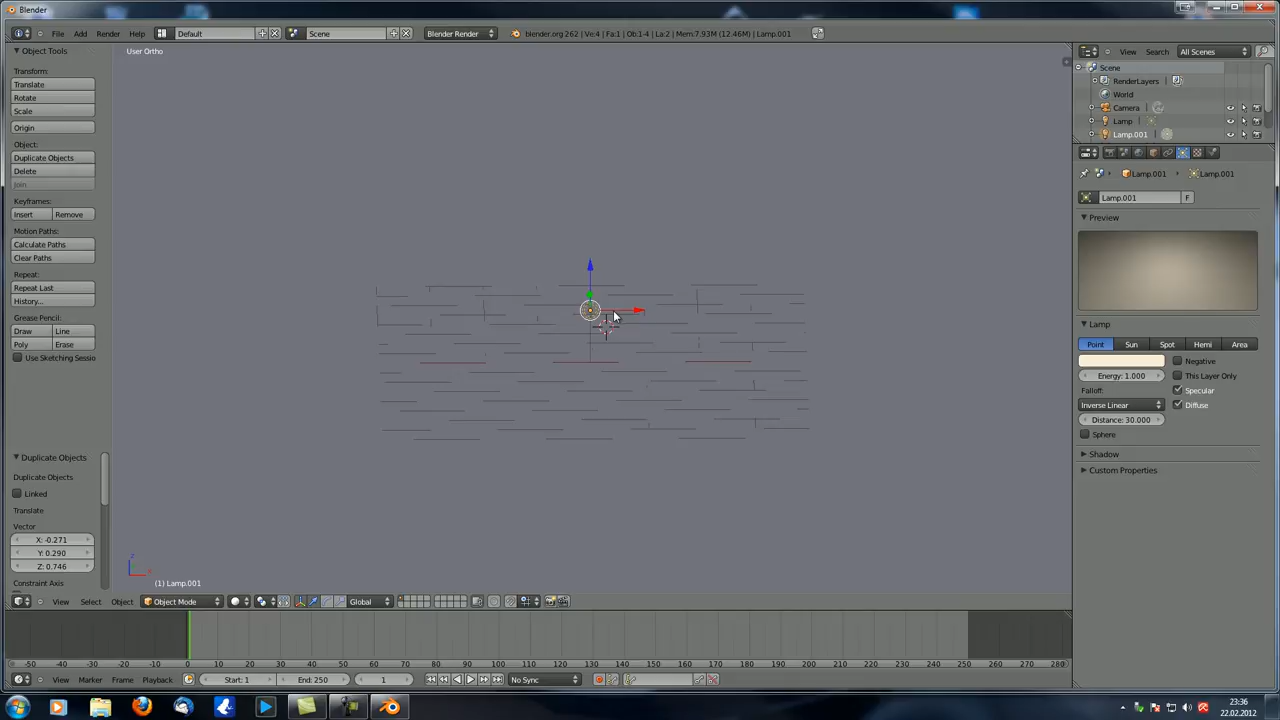 Blender
File Add Render Help Default Scene Blender Render blender.org 262 | Ve:4 | Fa:1 | Ob:1-4 | La:2 | Mem:7.93M (12.46M) | Lamp.001
Object Tools
Transform:
Translate
Rotate
Scale
Origin
Object:
Duplicate Objects
Delete
Join
Keyframes:
Insert Remove
Motion Paths:
Calculate Paths
Clear Paths
Repeat:
Repeat Last
History...
Grease Pencil:
Draw Line
Poly Erase
Use Sketching Sessio
Duplicate Objects
Duplicate Objects
Linked
Translate
Vector
X: -0.271
Y: 0.290
Z: 0.746
Constraint Axis
User Ortho
z
x
(1) Lamp.001
View Search All Scenes
Scene
RenderLayers
World
Camera
Lamp
Lamp.001
Lamp.001 Lamp.001
Lamp.001 F
Preview
Lamp
Point Sun Spot Hemi Area
Negative
Energy: 1.000 This Layer Only
Falloff: Specular
Inverse Linear Diffuse
Distance: 30.000
Sphere
Shadow
Custom Properties
View Select Object Object Mode Global
-50 -40 -30 -20 -10 0 10 20 30 40 50 60 70 80 90 100 110 120 130 140 150 160 170 180 190 200 210 220 230 240 250 260 270 280
View Marker Frame Playback Start: 1 End: 250 1 No Sync
23:36
22.02.2012